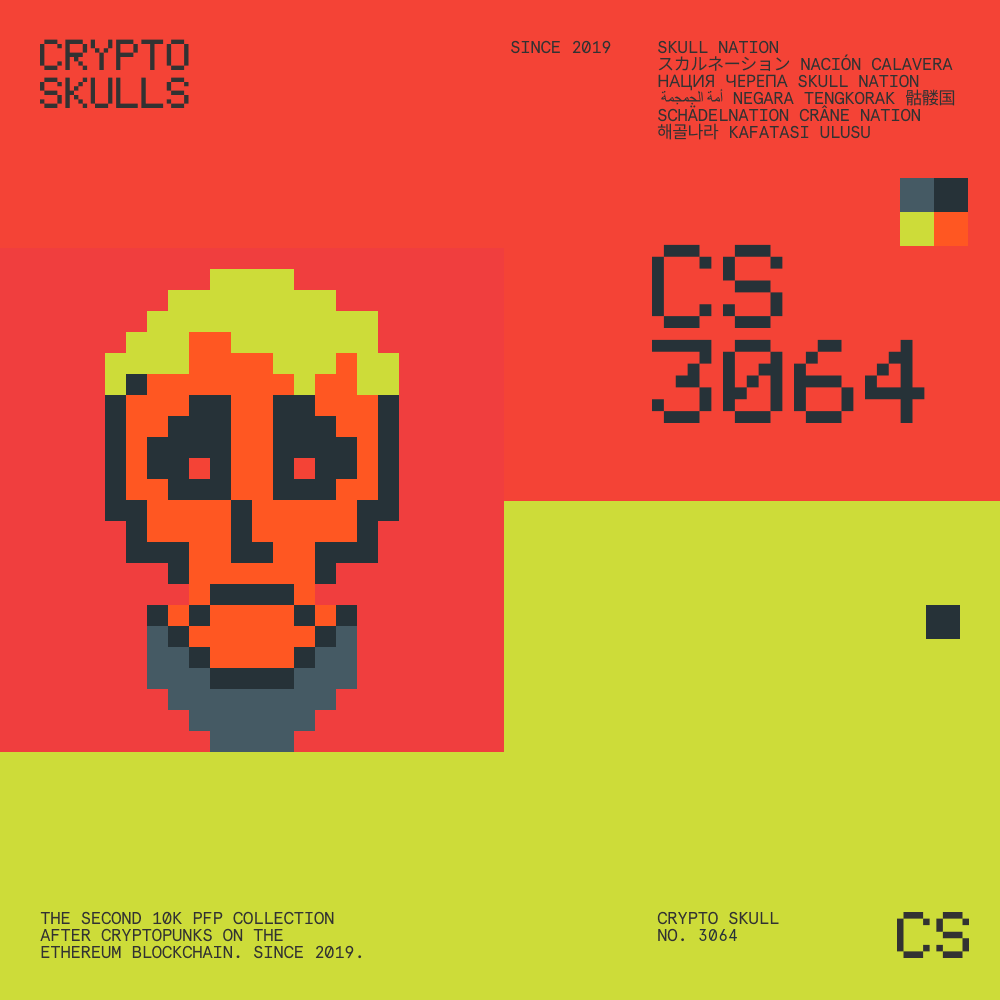 CRYPTO
SKULLS
SINCE 2019
SKULL NATION
スカルネーション NACIÓN CALAVERA
НАЦИЯ ЧЕРЕПА SKULL NATION
أمة الجمجمة NEGARA TENGKORAK 骷髅国
SCHÄDELNATION CRÂNE NATION
해골나라 KAFATASI ULUSU
CS
3064
THE SECOND 10K PFP COLLECTION
AFTER CRYPTOPUNKS ON THE
ETHEREUM BLOCKCHAIN. SINCE 2019.
CRYPTO SKULL
NO. 3064
CS